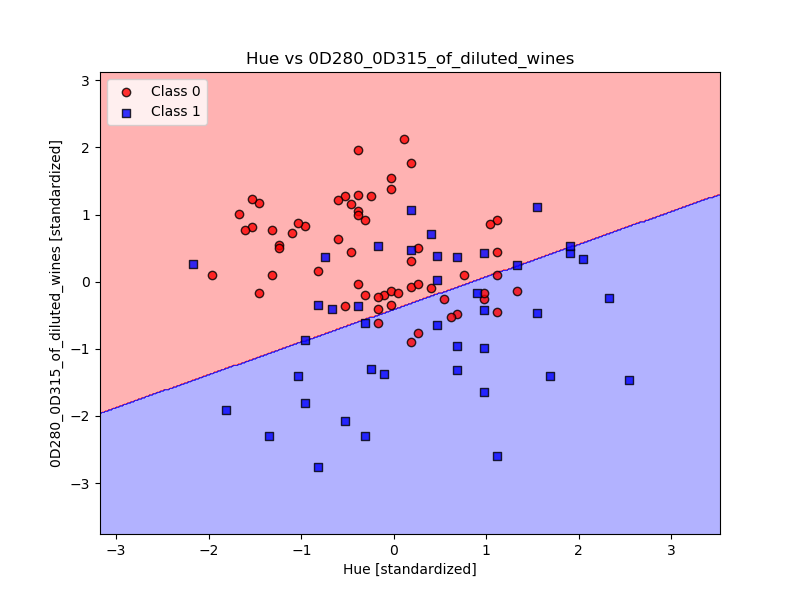 Hue vs 0D280_0D315_of_diluted_wines
Class 0
Class 1
0D280_0D315_of_diluted_wines [standardized]
3
2
1
0
−1
−2
−3
−3
−2
−1
0
1
2
3
Hue [standardized]